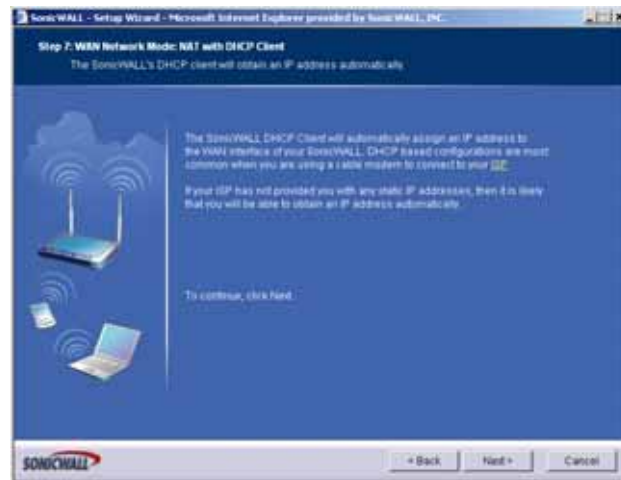 SonicWALL - Setup Wizard - Microsoft Internet Explorer provided by SonicWALL, INC.
Step 7: WAN Network Mode: NAT with DHCP Client
The SonicWALL's DHCP client will obtain an IP address automatically.
The SonicWALL DHCP Client will automatically assign an IP address to
the WAN interface of your SonicWALL. DHCP based configurations are most
common when you are using a cable modem to connect to your ISP.
If your ISP has not provided you with any static IP addresses, then it is likely
that you will be able to obtain an IP address automatically.
To continue, click Next.
SONICWALL
< Back Next > Cancel